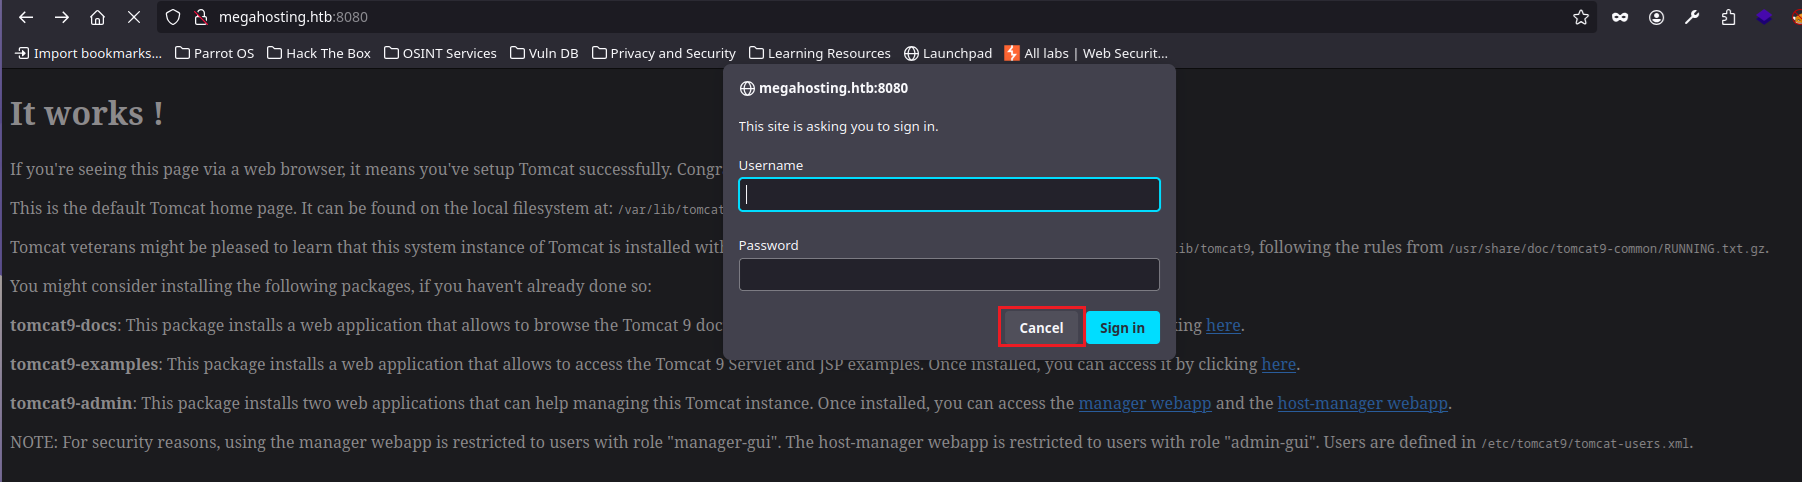 megahosting.htb:8080
Import bookmarks... Parrot OS Hack The Box OSINT Services Vuln DB Privacy and Security Learning Resources Launchpad All labs | Web Securit...
megahosting.htb:8080
This site is asking you to sign in.
Username
Password
Cancel Sign in
It works !
If you're seeing this page via a web browser, it means you've setup Tomcat successfully.
This is the default Tomcat home page. It can be found on the local filesystem at: /var/lib/tomcat
Tomcat veterans might be pleased to learn that this system instance of Tomcat is installed lib/tomcat9, following the rules from /usr/share/doc/tomcat9-common/RUNNING.txt.gz.
You might consider installing the following packages, if you haven't already done so:
tomcat9-docs: This package installs a web application that allows to browse the Tomcat 9 here.
tomcat9-examples: This package installs a web application that allows to access the Tomcat 9 Servlet and JSP examples. Once installed, you can access it by clicking here.
tomcat9-admin: This package installs two web applications that can help managing this Tomcat instance. Once installed, you can access the manager webapp and the host-manager webapp.
NOTE: For security reasons, using the manager webapp is restricted to users with role "manager-gui". The host-manager webapp is restricted to users with role "admin-gui". Users are defined in /etc/tomcat9/tomcat-users.xml.